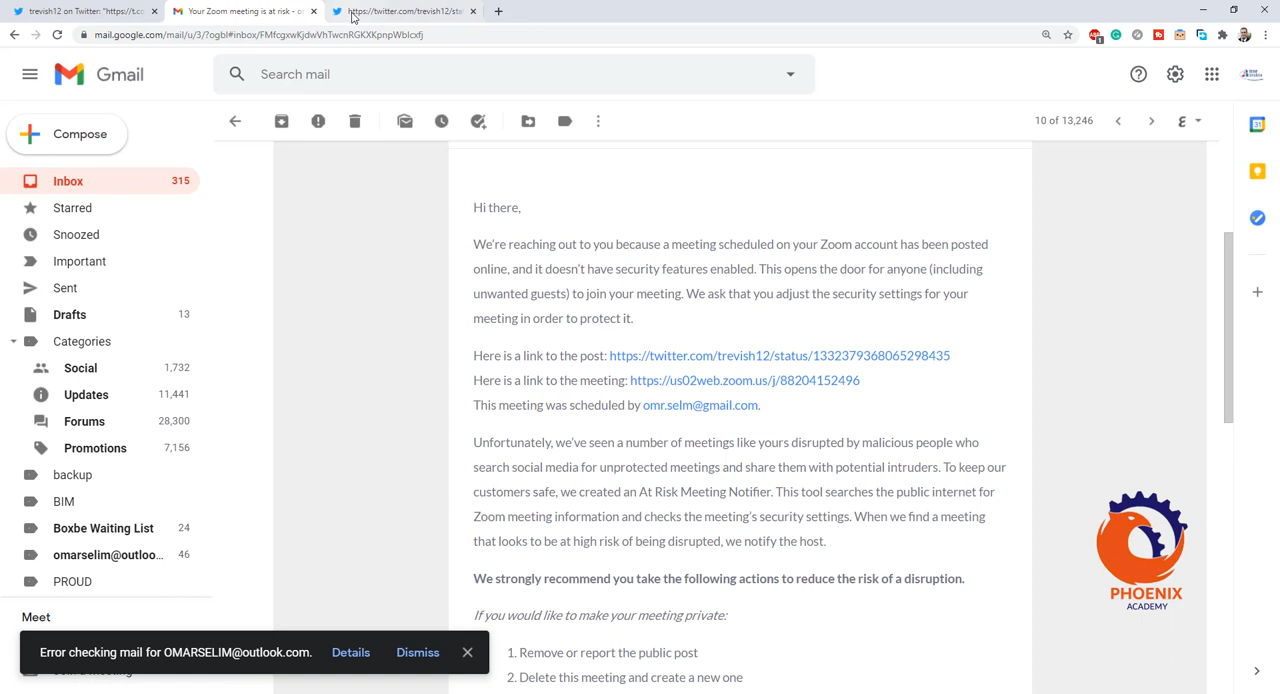 trevish12 on Twitter: "https://t.co
Your Zoom meeting is at risk - o
https://twitter.com/trevish12/sta
mail.google.com/mail/u/3/?ogbl#inbox/FMfcgxwKjdwVhTwcnRGKXKpnpWblcxfj
Gmail
Search mail
Compose
10 of 13,246
Inbox 315
Starred
Snoozed
Important
Sent
Drafts 13
Categories
Social 1,732
Updates 11,441
Forums 28,300
Promotions 7,156
backup
BIM
Boxbe Waiting List 24
omarselim@outloo... 46
PROUD
Meet
Hi there,
We're reaching out to you because a meeting scheduled on your Zoom account has been posted
online, and it doesn't have security features enabled. This opens the door for anyone (including
unwanted guests) to join your meeting. We ask that you adjust the security settings for your
meeting in order to protect it.
Here is a link to the post: https://twitter.com/trevish12/status/1332379368065298435
Here is a link to the meeting: https://us02web.zoom.us/j/88204152496
This meeting was scheduled by omr.selm@gmail.com.
Unfortunately, we've seen a number of meetings like yours disrupted by malicious people who
search social media for unprotected meetings and share them with potential intruders. To keep our
customers safe, we created an At Risk Meeting Notifier. This tool searches the public internet for
Zoom meeting information and checks the meeting's security settings. When we find a meeting
that looks to be at high risk of being disrupted, we notify the host.
We strongly recommend you take the following actions to reduce the risk of a disruption.
If you would like to make your meeting private:
1. Remove or report the public post
2. Delete this meeting and create a new one
PHOENIX
ACADEMY
Error checking mail for OMARSELIM@outlook.com. Details Dismiss